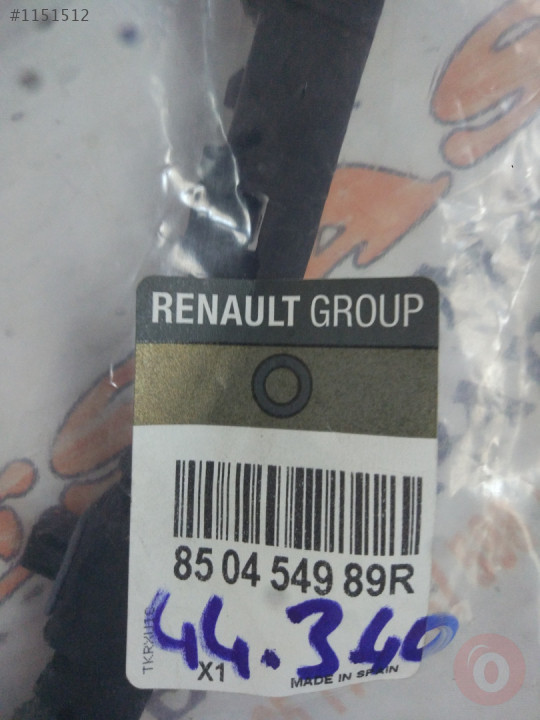 #1151512
RENAULT GROUP
85 04 549 89R
44.340
X1
MADE IN SPAIN